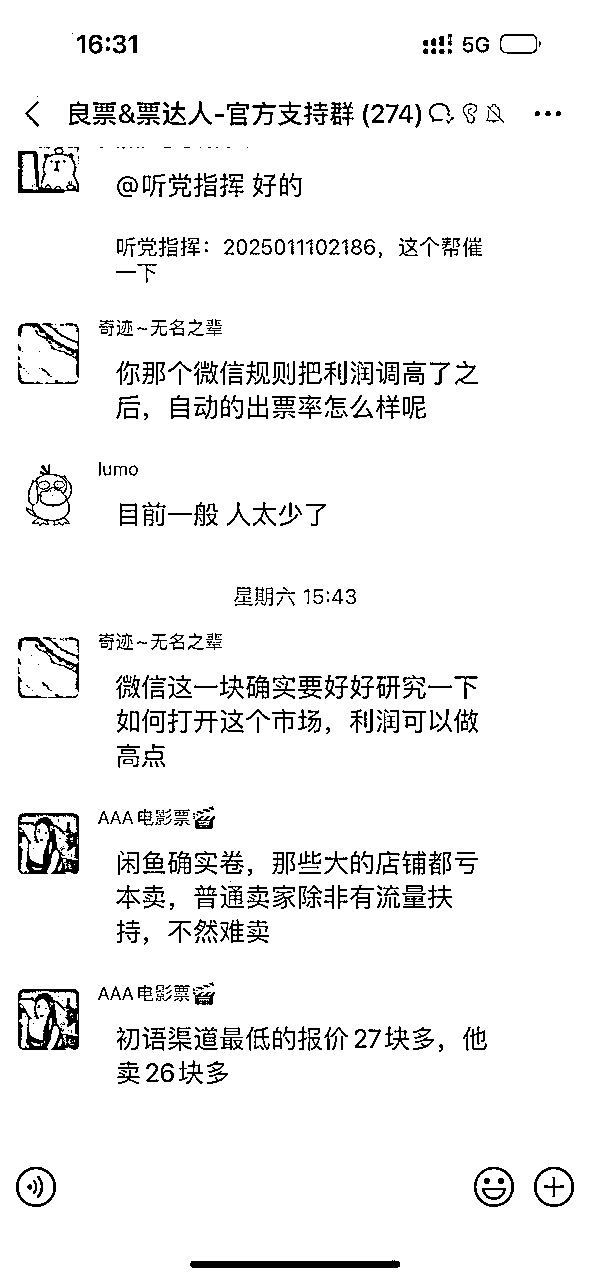 16:31
5G
良票&票达人-官方支持群 (274)
@听党指挥 好的
听党指挥：2025011102186，这个帮催
一下
奇迹~无名之辈
你那个微信规则把利润调高了之
后，自动的出票率怎么样呢
lumo
目前一般 人太少了
星期六 15:43
奇迹~无名之辈
微信这一块确实要好好研究一下
如何打开这个市场，利润可以做
高点
AAA电影票🎬
闲鱼确实卷，那些大的店铺都亏
本卖，普通卖家除非有流量扶
持，不然难卖
AAA电影票🎬
初语渠道最低的报价27块多，他
卖26块多